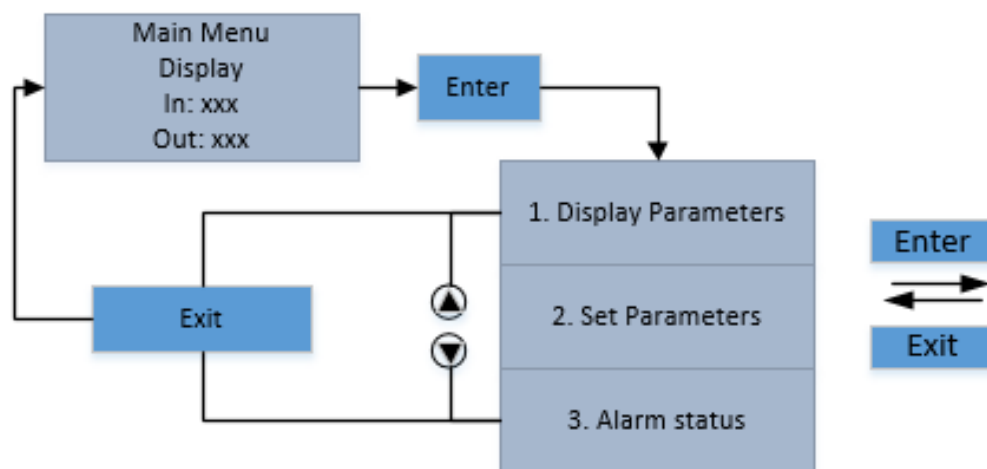 Main Menu
Display
In: xxx
Out: xxx
Enter
1. Display Parameters
2. Set Parameters
3. Alarm status
Exit
Enter
Exit